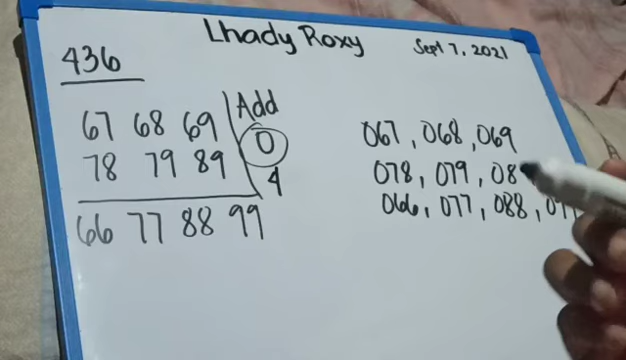 Lhady Roxy
Sept 7, 2021
436
67 68 69
78 79 89
66 77 88 99
Add
0
4
067, 068, 069
078, 079,
066, 077, 088,